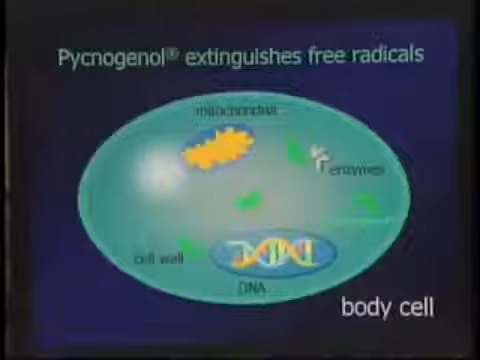 Pycnogenol® extinguishes free radicals
mitochondria
enzymes
cell wall
DNA
body cell